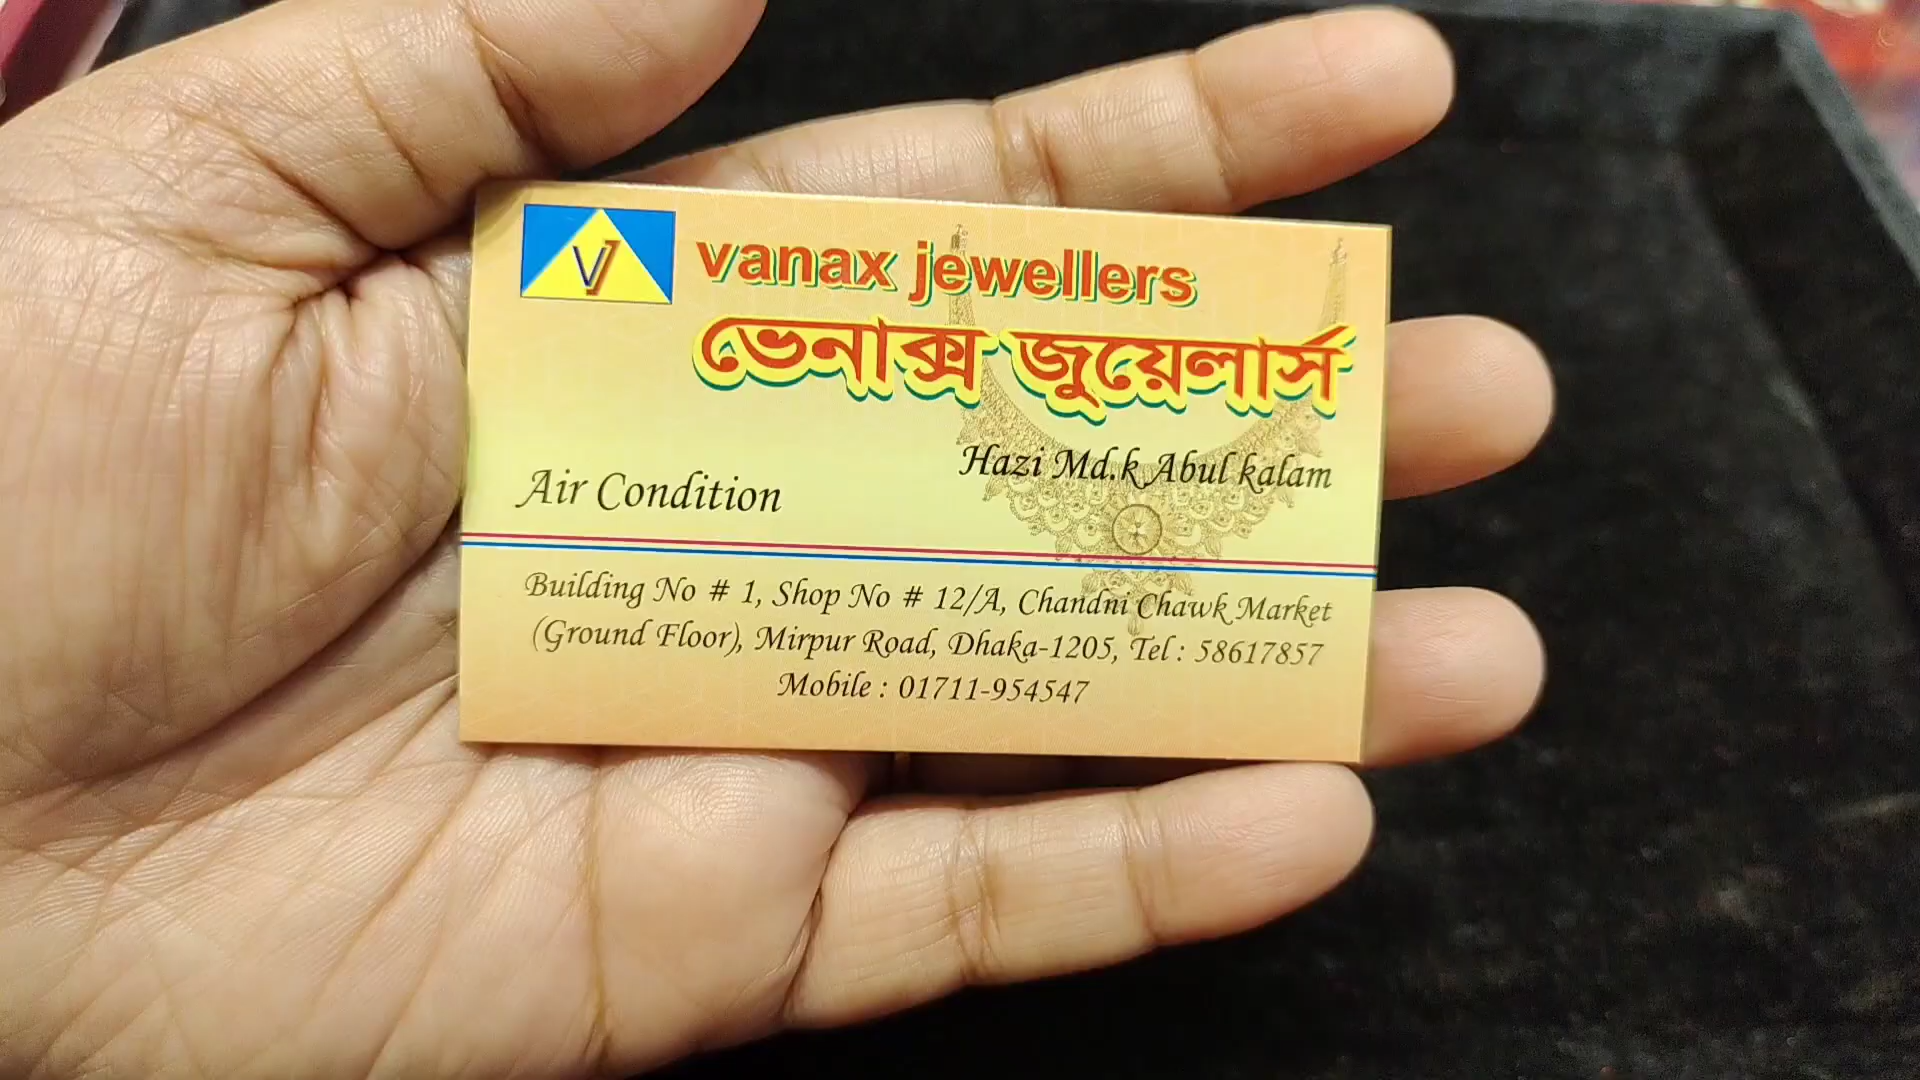 VJ
vanax jewellers
ভেনাক্স জুয়েলার্স
Hazi Md.k Abul kalam
Air Condition
Building No # 1, Shop No # 12/A, Chandni Chawk Market
(Ground Floor), Mirpur Road, Dhaka-1205, Tel : 58617857
Mobile : 01711-954547